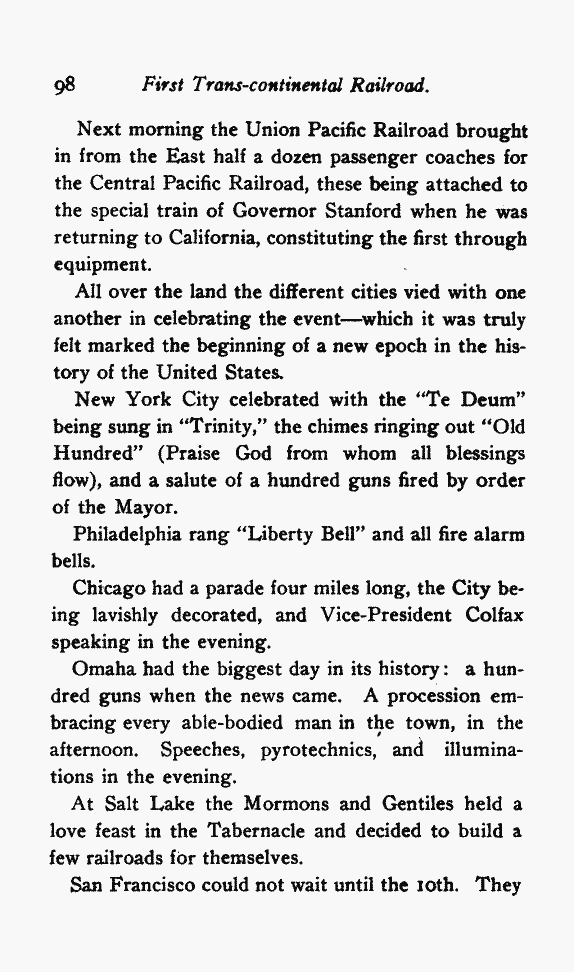 98 First Trans-continental Railroad.
Next morning the Union Pacific Railroad brought
in from the East half a dozen passenger coaches for
the Central Pacific Railroad, these being attached to
the special train of Governor Stanford when he was
returning to California, constituting the first through
equipment.
All over the land the different cities vied with one
another in celebrating the event—which it was truly
felt marked the beginning of a new epoch in the his-
tory of the United States.
New York City celebrated with the “Te Deum”
being sung in “Trinity,” the chimes ringing out “Old
Hundred” (Praise God from whom all blessings
flow), and a salute of a hundred guns fired by order
of the Mayor.
Philadelphia rang “Liberty Bell” and all fire alarm
bells.
Chicago had a parade four miles long, the City be-
ing lavishly decorated, and Vice-President Colfax
speaking in the evening.
Omaha had the biggest day in its history: a hun-
dred guns when the news came. A procession em-
bracing every able-bodied man in the town, in the
afternoon. Speeches, pyrotechnics, and illumina-
tions in the evening.
At Salt Lake the Mormons and Gentiles held a
love feast in the Tabernacle and decided to build a
few railroads for themselves.
San Francisco could not wait until the 10th. They